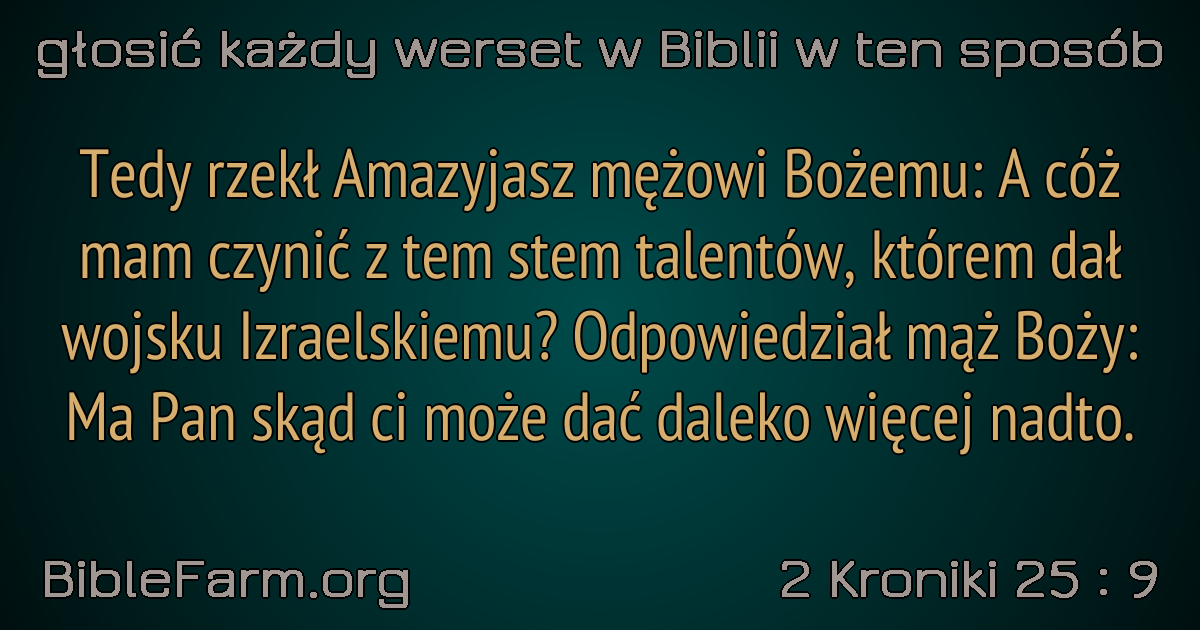 głosić każdy werset w Biblii w ten sposób
Tedy rzekł Amazyjasz mężowi Bożemu: A cóż
mam czynić z tem stem talentów, którem dał
wojsku Izraelskiemu? Odpowiedział mąż Boży:
Ma Pan skąd ci może dać daleko więcej nadto.
BibleFarm.org
2 Kroniki 25 : 9